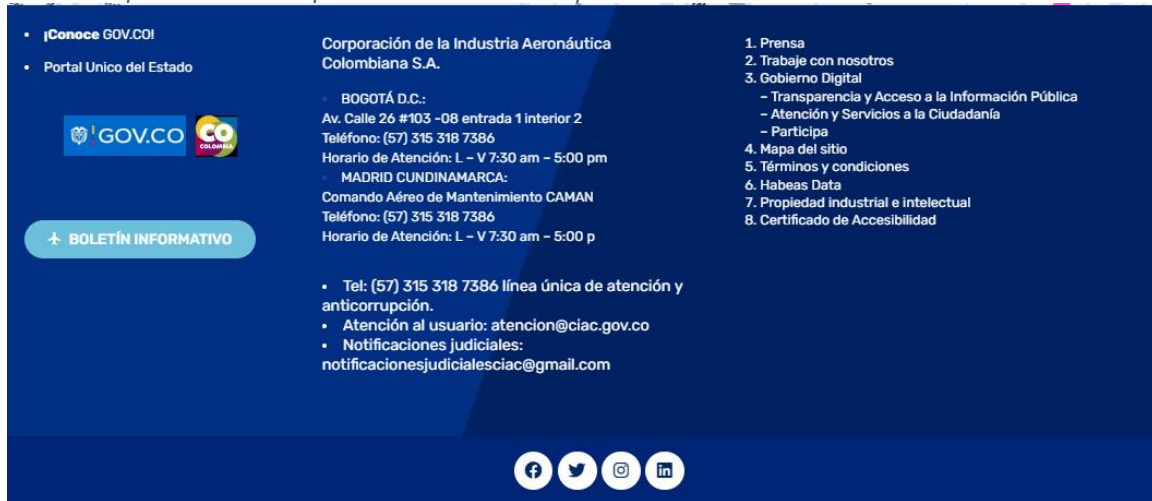 • ¡Conoce GOV.CO!
• Portal Unico del Estado
GOV.CO
CO
COLOMBIA
BOLETÍN INFORMATIVO
Corporación de la Industria Aeronáutica
Colombiana S.A.
• BOGOTÁ D.C.:
Av. Calle 26 #103 -08 entrada 1 interior 2
Teléfono: (57) 315 318 7386
Horario de Atención: L – V 7:30 am – 5:00 pm
• MADRID CUNDINAMARCA:
Comando Aéreo de Mantenimiento CAMAN
Teléfono: (57) 315 318 7386
Horario de Atención: L – V 7:30 am – 5:00 p
• Tel: (57) 315 318 7386 línea única de atención y
anticorrupción.
• Atención al usuario: atencion@ciac.gov.co
• Notificaciones judiciales:
notificacionesjudicialesciac@gmail.com
1. Prensa
2. Trabaje con nosotros
3. Gobierno Digital
– Transparencia y Acceso a la Información Pública
– Atención y Servicios a la Ciudadanía
– Participa
4. Mapa del sitio
5. Términos y condiciones
6. Habeas Data
7. Propiedad industrial e intelectual
8. Certificado de Accesibilidad